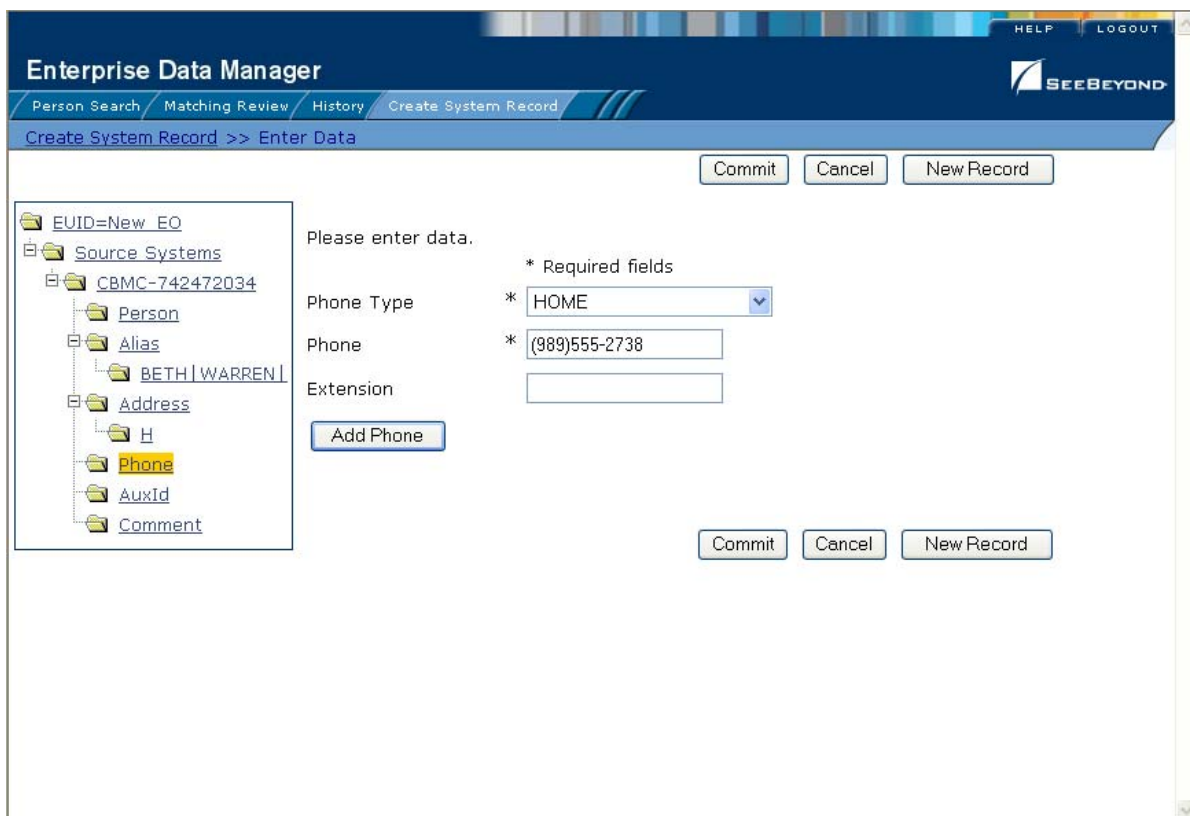 HELP LOGOUT
Enterprise Data Manager
SEEBEYOND
Person Search Matching Review History Create System Record
Create System Record >> Enter Data
Commit Cancel New Record
EUID=New EO
Source Systems
CBMC-742472034
Person
Alias
BETH|WARREN|
Address
H
Phone
AuxId
Comment
Please enter data.
* Required fields
Phone Type * HOME
Phone * (989)555-2738
Extension
Add Phone
Commit Cancel New Record